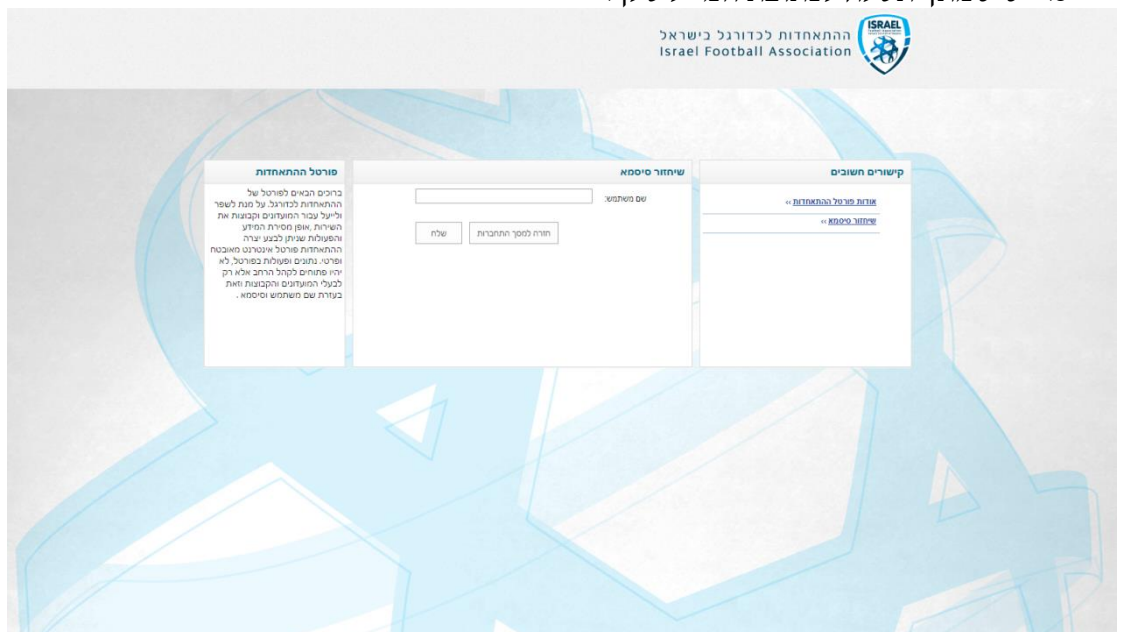 ISRAEL
ההתאחדות לכדורגל בישראל
Israel Football Association
קישורים חשובים
אודות פורטל ההתאחדות ››
שיחזור סיסמא ››
שיחזור סיסמא
שם משתמש:
חזרה למסך התחברות
שלח
פורטל ההתאחדות
ברוכים הבאים לפורטל של
ההתאחדות לכדורגל. על מנת לשפר
ולייעל עבור המועדונים וקבוצות את
השירות ,אופן מסירת המידע
והפעולות שניתן לבצע יצרה
ההתאחדות פורטל אינטרנט מאובטח
ופרטי. נתונים ופעולות בפורטל, לא
יהיו פתוחים לקהל הרחב אלא רק
לבעלי המועדונים והקבוצות וזאת
בעזרת שם משתמש וסיסמא .